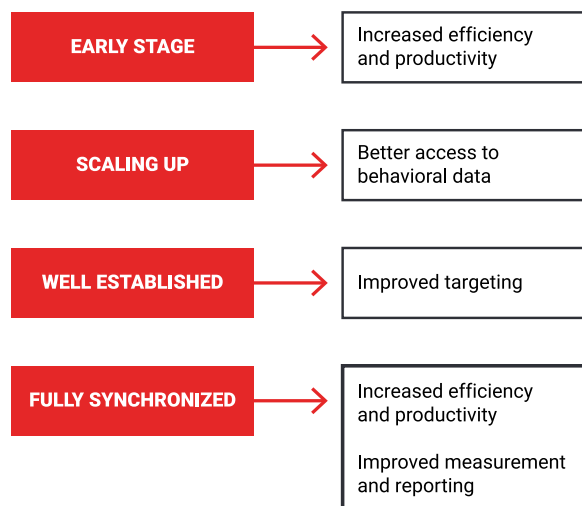 EARLY STAGE
Increased efficiency
and productivity
SCALING UP
Better access to
behavioral data
WELL ESTABLISHED
Improved targeting
FULLY SYNCHRONIZED
Increased efficiency
and productivity
Improved measurement
and reporting